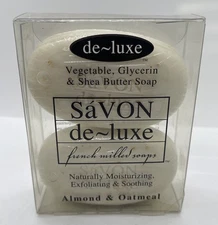 de~luxe
Vegetable, Glycerin
& Shea Butter Soap
SáVON
de~luxe
french milled soaps
Naturally Moisturizing,
Exfoliating & Soothing
Almond & Oatmeal